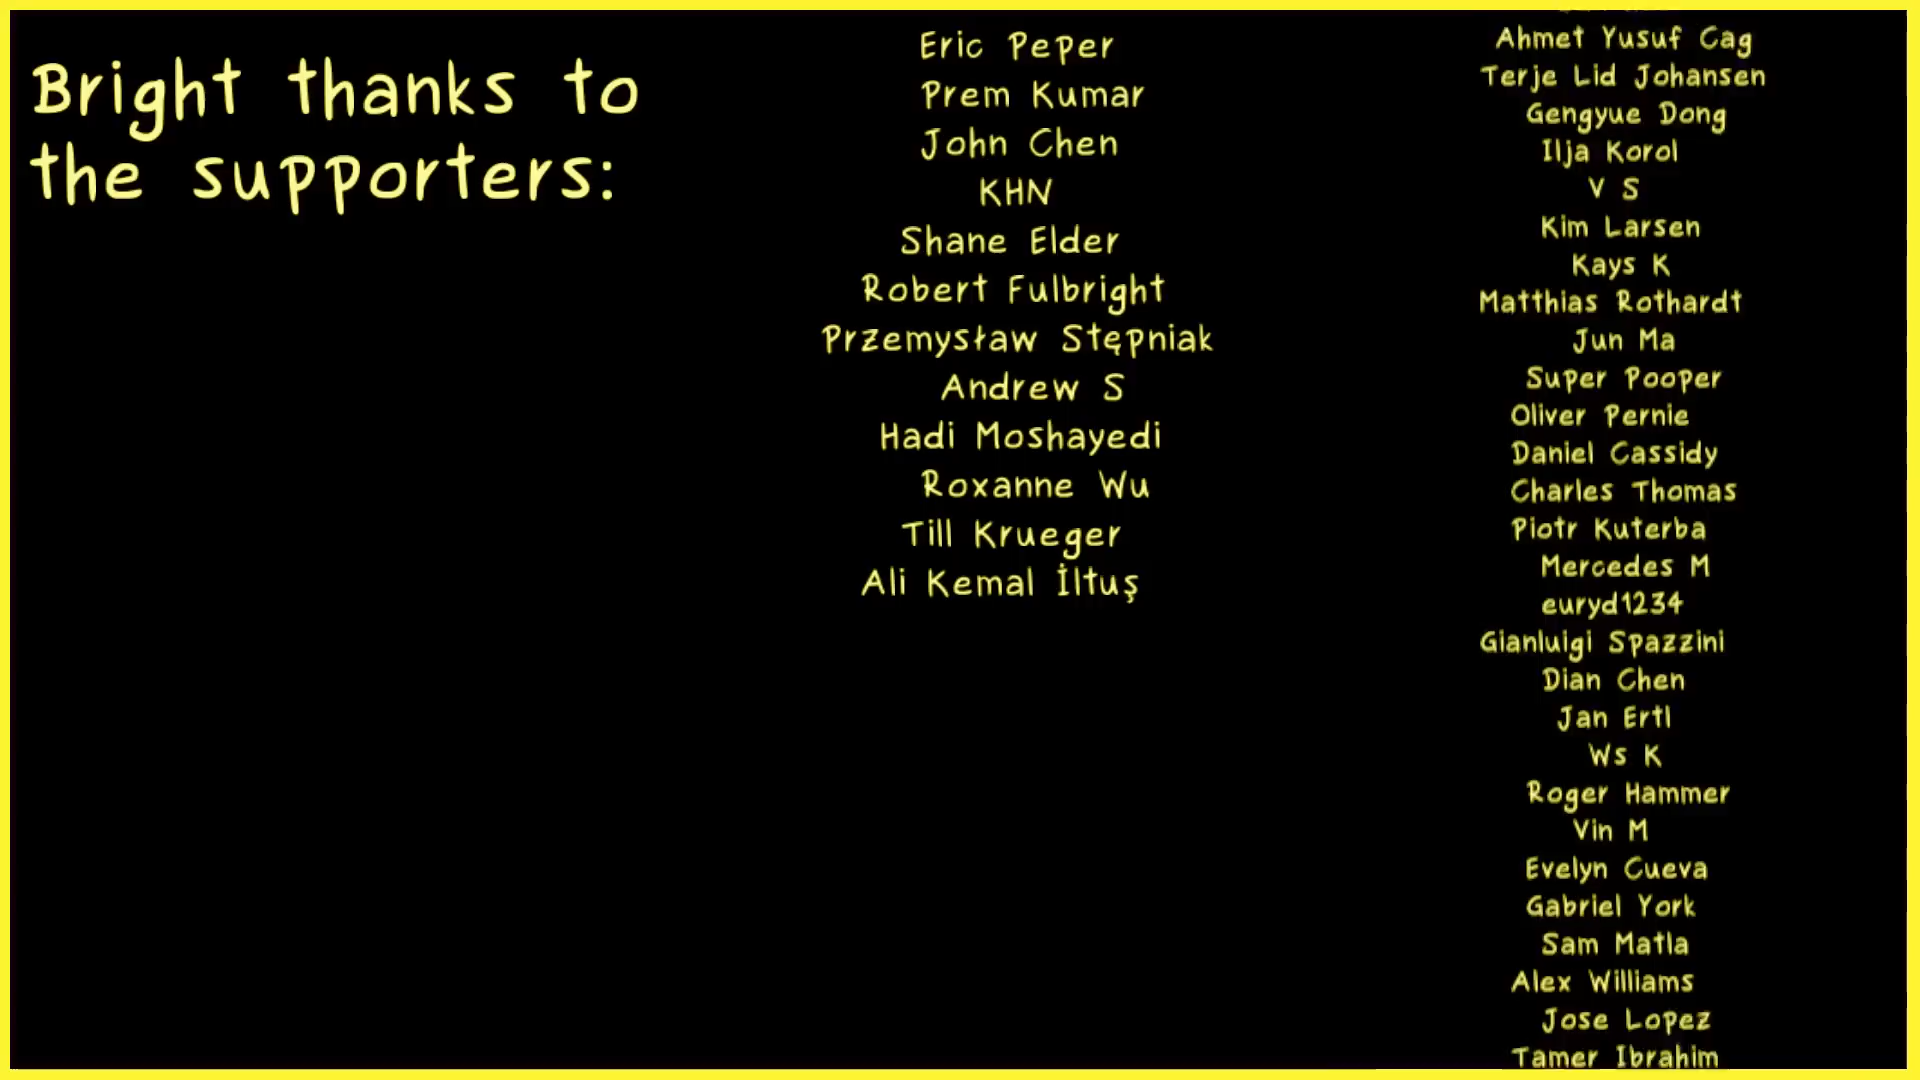 Bright thanks to
the supporters:
Eric Peper
Prem Kumar
John Chen
KHN
Shane Elder
Robert Fulbright
Przemysław Stępniak
Andrew S
Hadi Moshayedi
Roxanne Wu
Till Krueger
Ali Kemal İltuş
Ahmet Yusuf Cag
Terje Lid Johansen
Gengyue Dong
Ilja Korol
V S
Kim Larsen
Kays K
Matthias Rothardt
Jun Ma
Super Pooper
Oliver Pernie
Daniel Cassidy
Charles Thomas
Piotr Kuterba
Mercedes M
euryd1234
Gianluigi Spazzini
Dian Chen
Jan Ertl
Ws K
Roger Hammer
Vin M
Evelyn Cueva
Gabriel York
Sam Matla
Alex Williams
Jose Lopez
Tamer Ibrahim